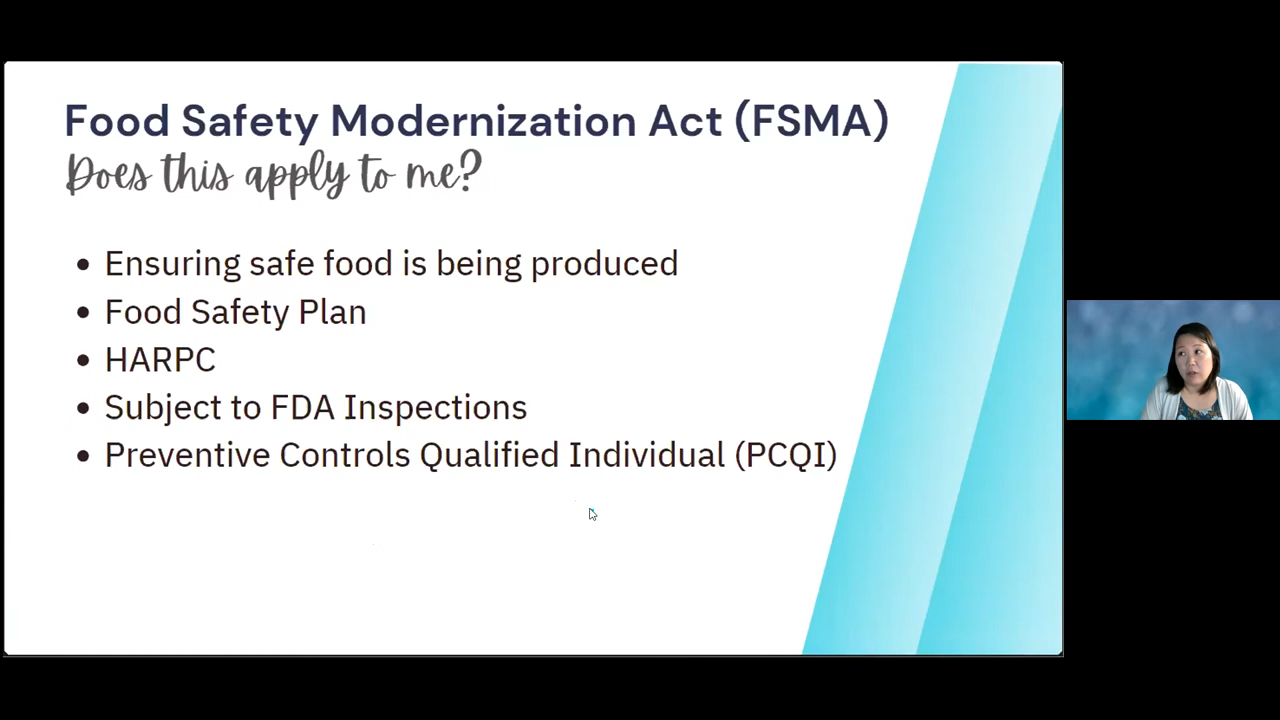 Food Safety Modernization Act (FSMA)
Does this apply to me?
• Ensuring safe food is being produced
• Food Safety Plan
• HARPC
• Subject to FDA Inspections
• Preventive Controls Qualified Individual (PCQI)